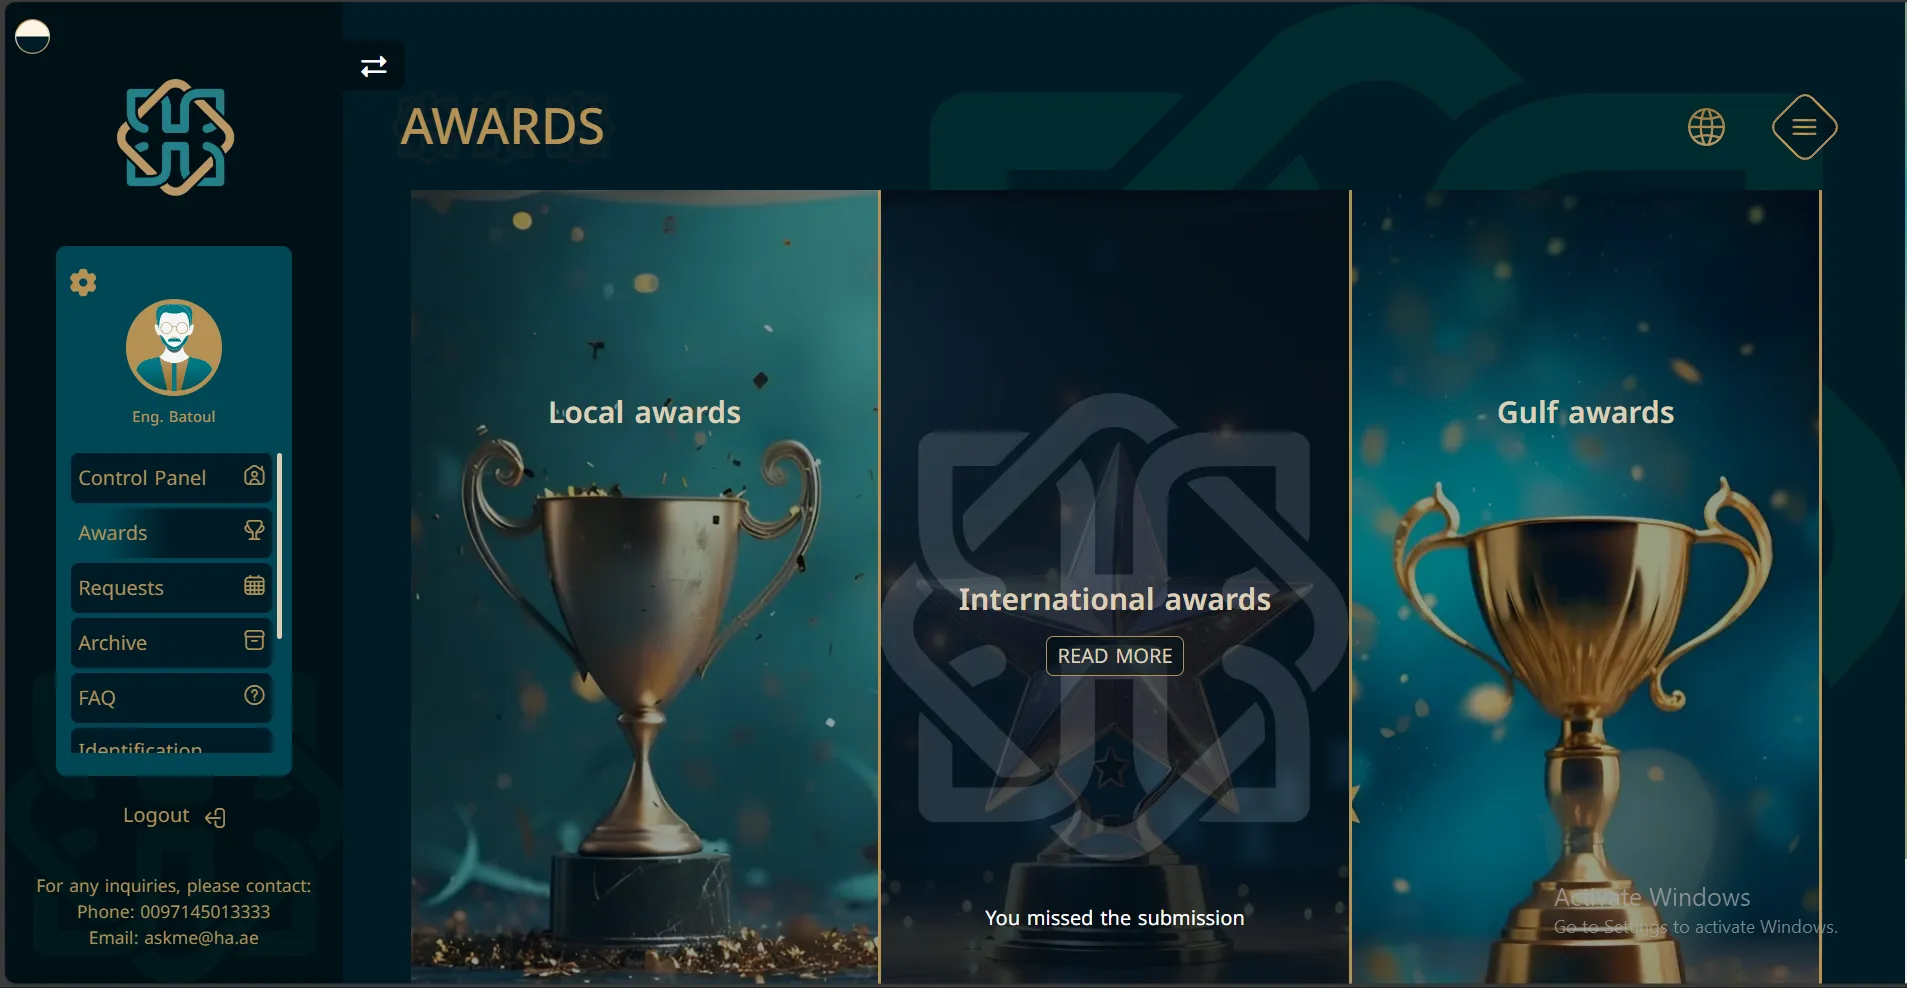 AWARDS
Eng. Batoul
Control Panel
Awards
Requests
Archive
FAQ
Identification
Logout
For any inquiries, please contact:
Phone: 0097145013333
Email: askme@ha.ae
Local awards
International awards
READ MORE
You missed the submission
Gulf awards
Activate Windows
Go to Settings to activate Windows.